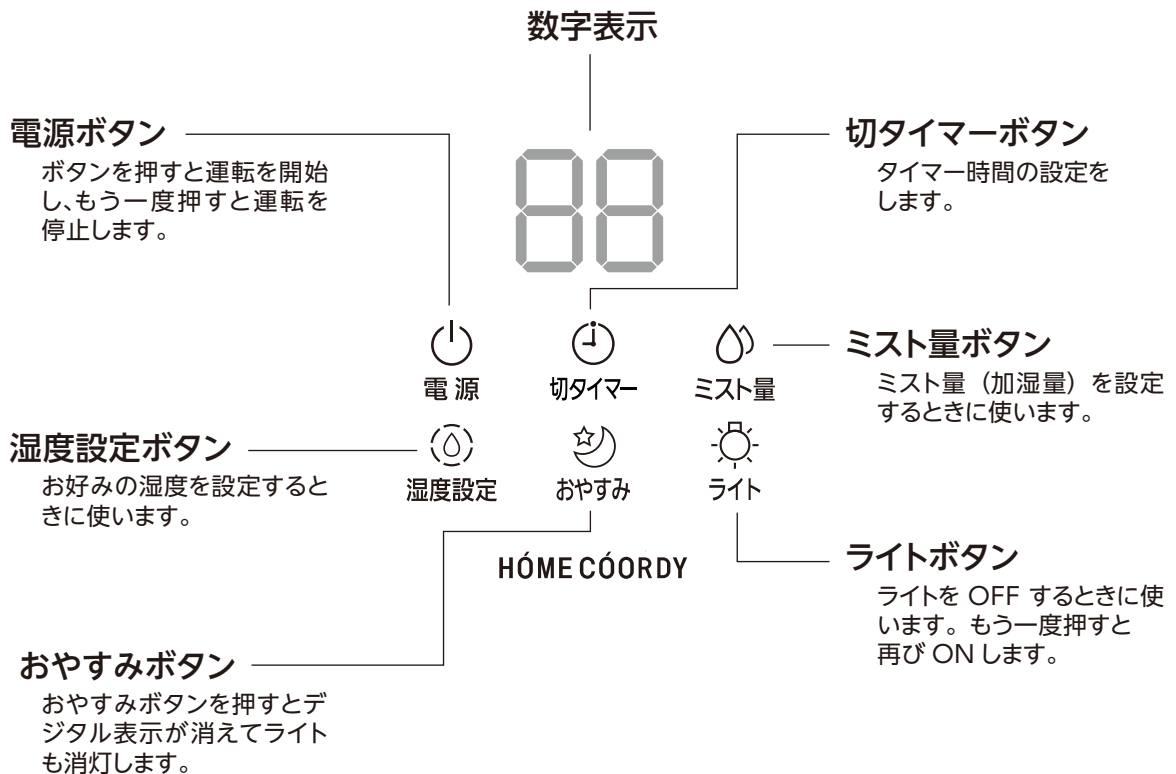 数字表示
電源ボタン
ボタンを押すと運転を開始
し、もう一度押すと運転を
停止します。
切タイマーボタン
タイマー時間の設定を
します。
88
電源
切タイマー
ミスト量
ミスト量ボタン
ミスト量（加湿量）を設定
するときに使います。
湿度設定ボタン
お好みの湿度を設定すると
きに使います。
湿度設定
おやすみ
ライト
HÓME CÓORDY
ライトボタン
ライトを OFF するときに使
います。もう一度押すと
再び ON します。
おやすみボタン
おやすみボタンを押すとデ
ジタル表示が消えてライト
も消灯します。